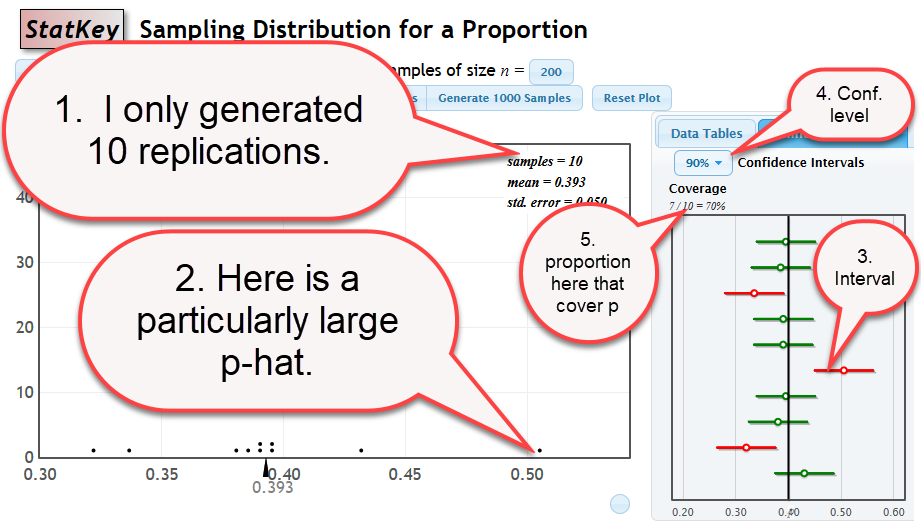 StatKey Sampling Distribution for a Proportion
amples of size n = 200
s Generate 1000 Samples Reset Plot
1. I only generated
10 replications.
4. Conf.
level
Data Tables
90% Confidence Intervals
samples = 10
mean = 0.393
std. error = 0.050
Coverage
7 / 10 = 70%
2. Here is a
particularly large
p-hat.
5.
proportion
here that
cover p
3.
Interval
40
30
20
10
0
0.30 0.35 0.40 0.45 0.50
0.393
0.20 0.30 0.40 0.50 0.60